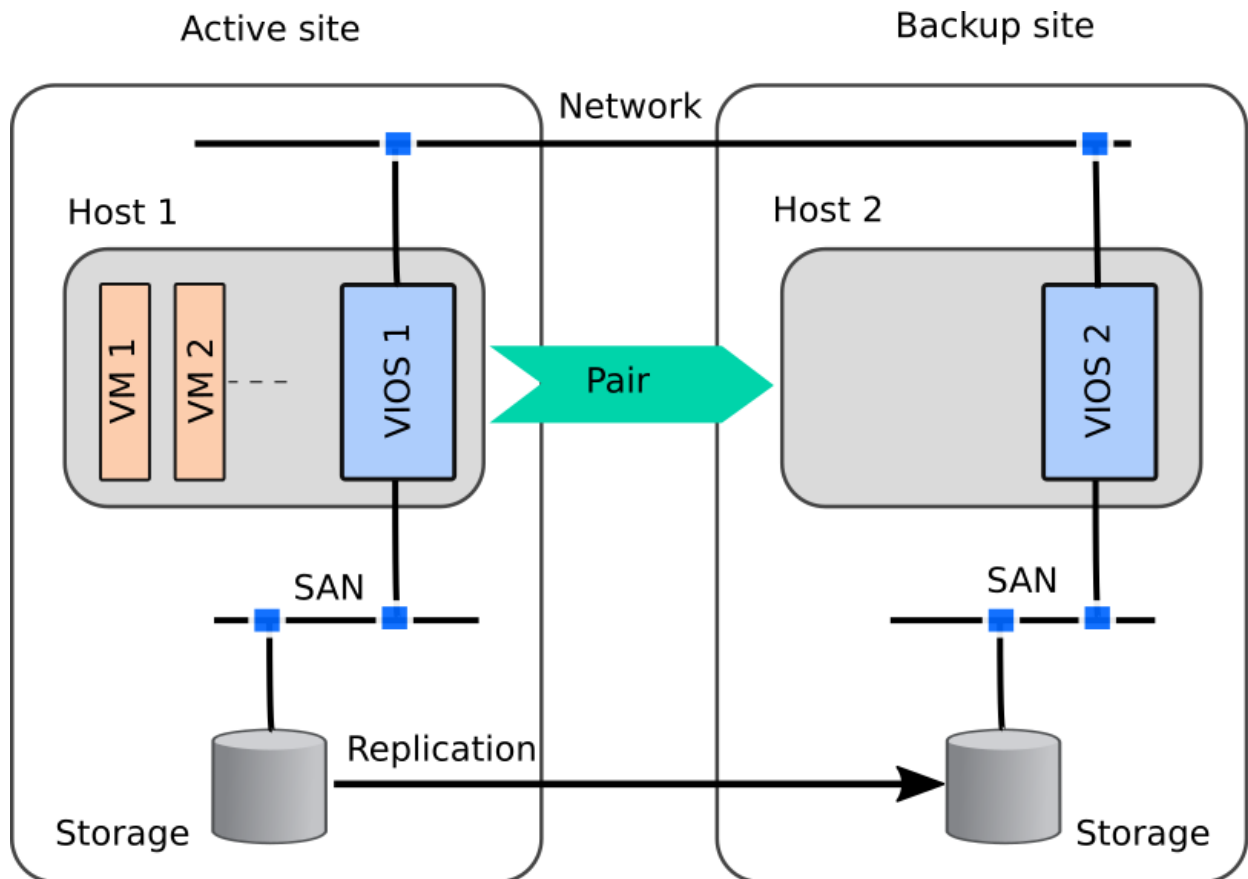 Active site
Backup site
Network
Host 1
Host 2
VM 1
VM 2
VIOS 1
Pair
VIOS 2
SAN
SAN
Replication
Storage
Storage